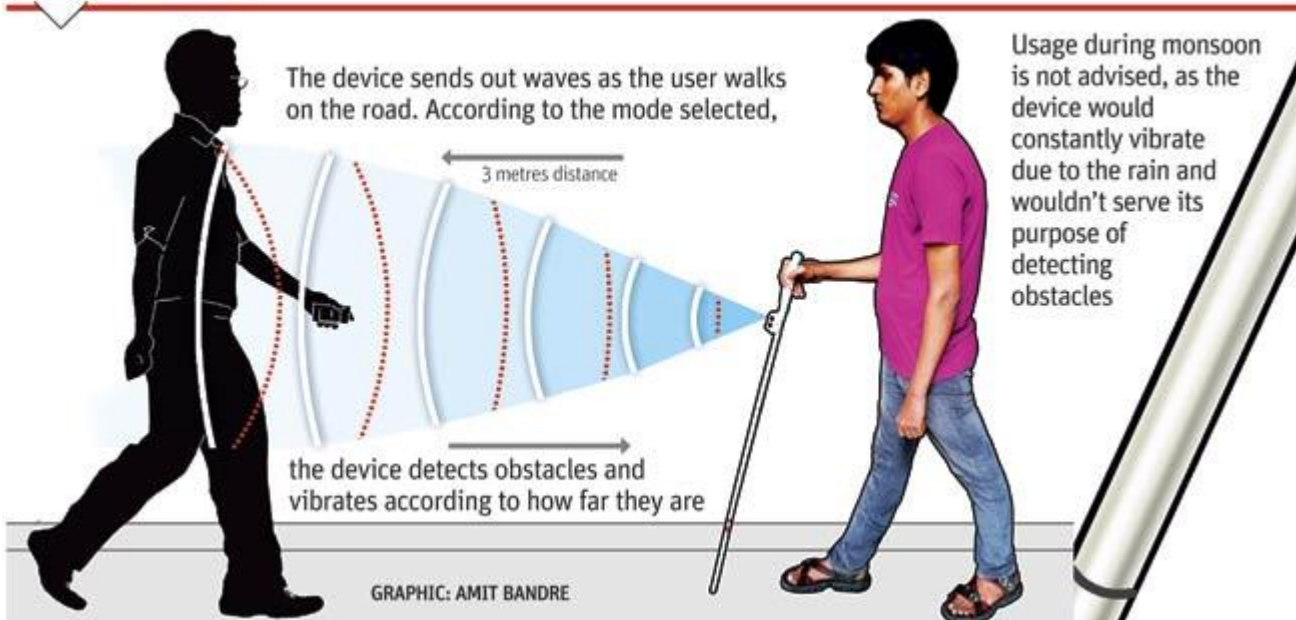 The device sends out waves as the user walks
on the road. According to the mode selected,
3 metres distance
the device detects obstacles and
vibrates according to how far they are
Usage during monsoon
is not advised, as the
device would
constantly vibrate
due to the rain and
wouldn't serve its
purpose of
detecting
obstacles
GRAPHIC: AMIT BANDRE